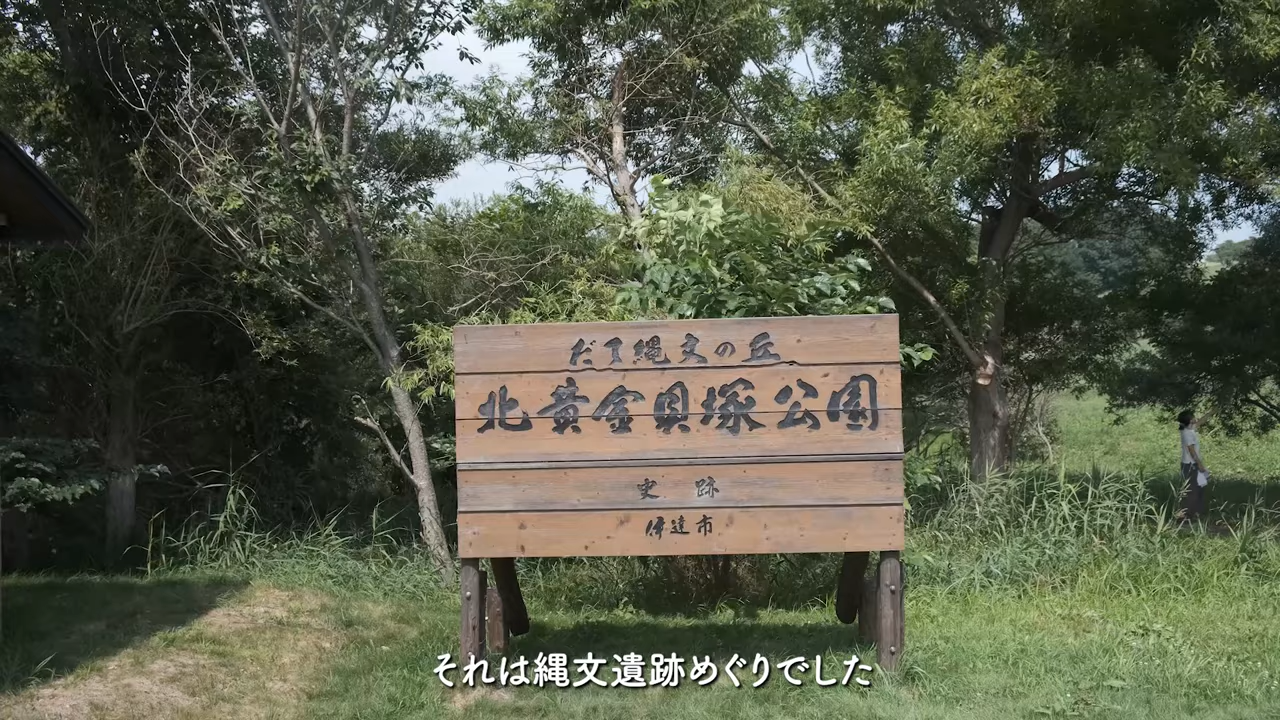 だて縄文の丘
北黄金貝塚公園
史跡
伊達市
それは縄文遺跡めぐりでした